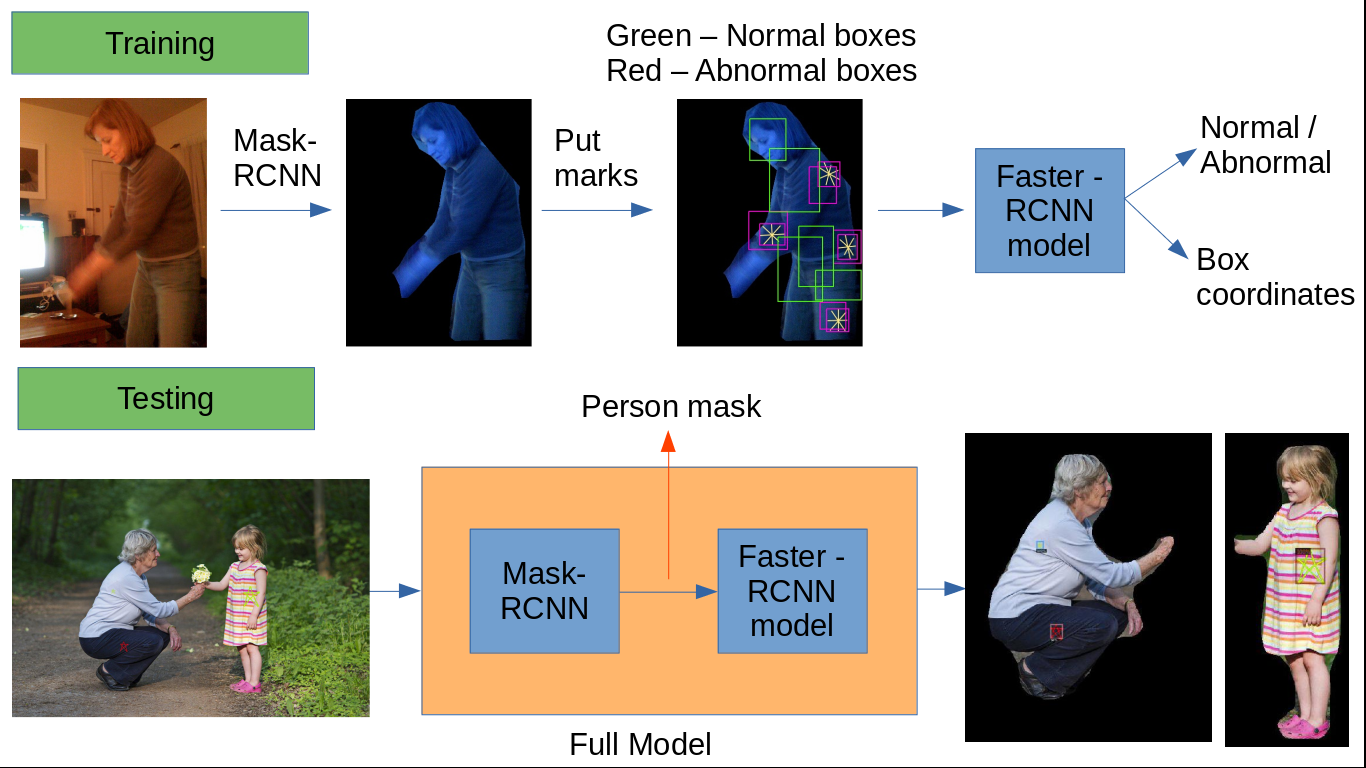 Training
Green – Normal boxes
Red – Abnormal boxes
Mask-
RCNN
Put
marks
Faster -
RCNN
model
Normal /
Abnormal
Box
coordinates
Testing
Person mask
Mask-
RCNN
Faster -
RCNN
model
Full Model